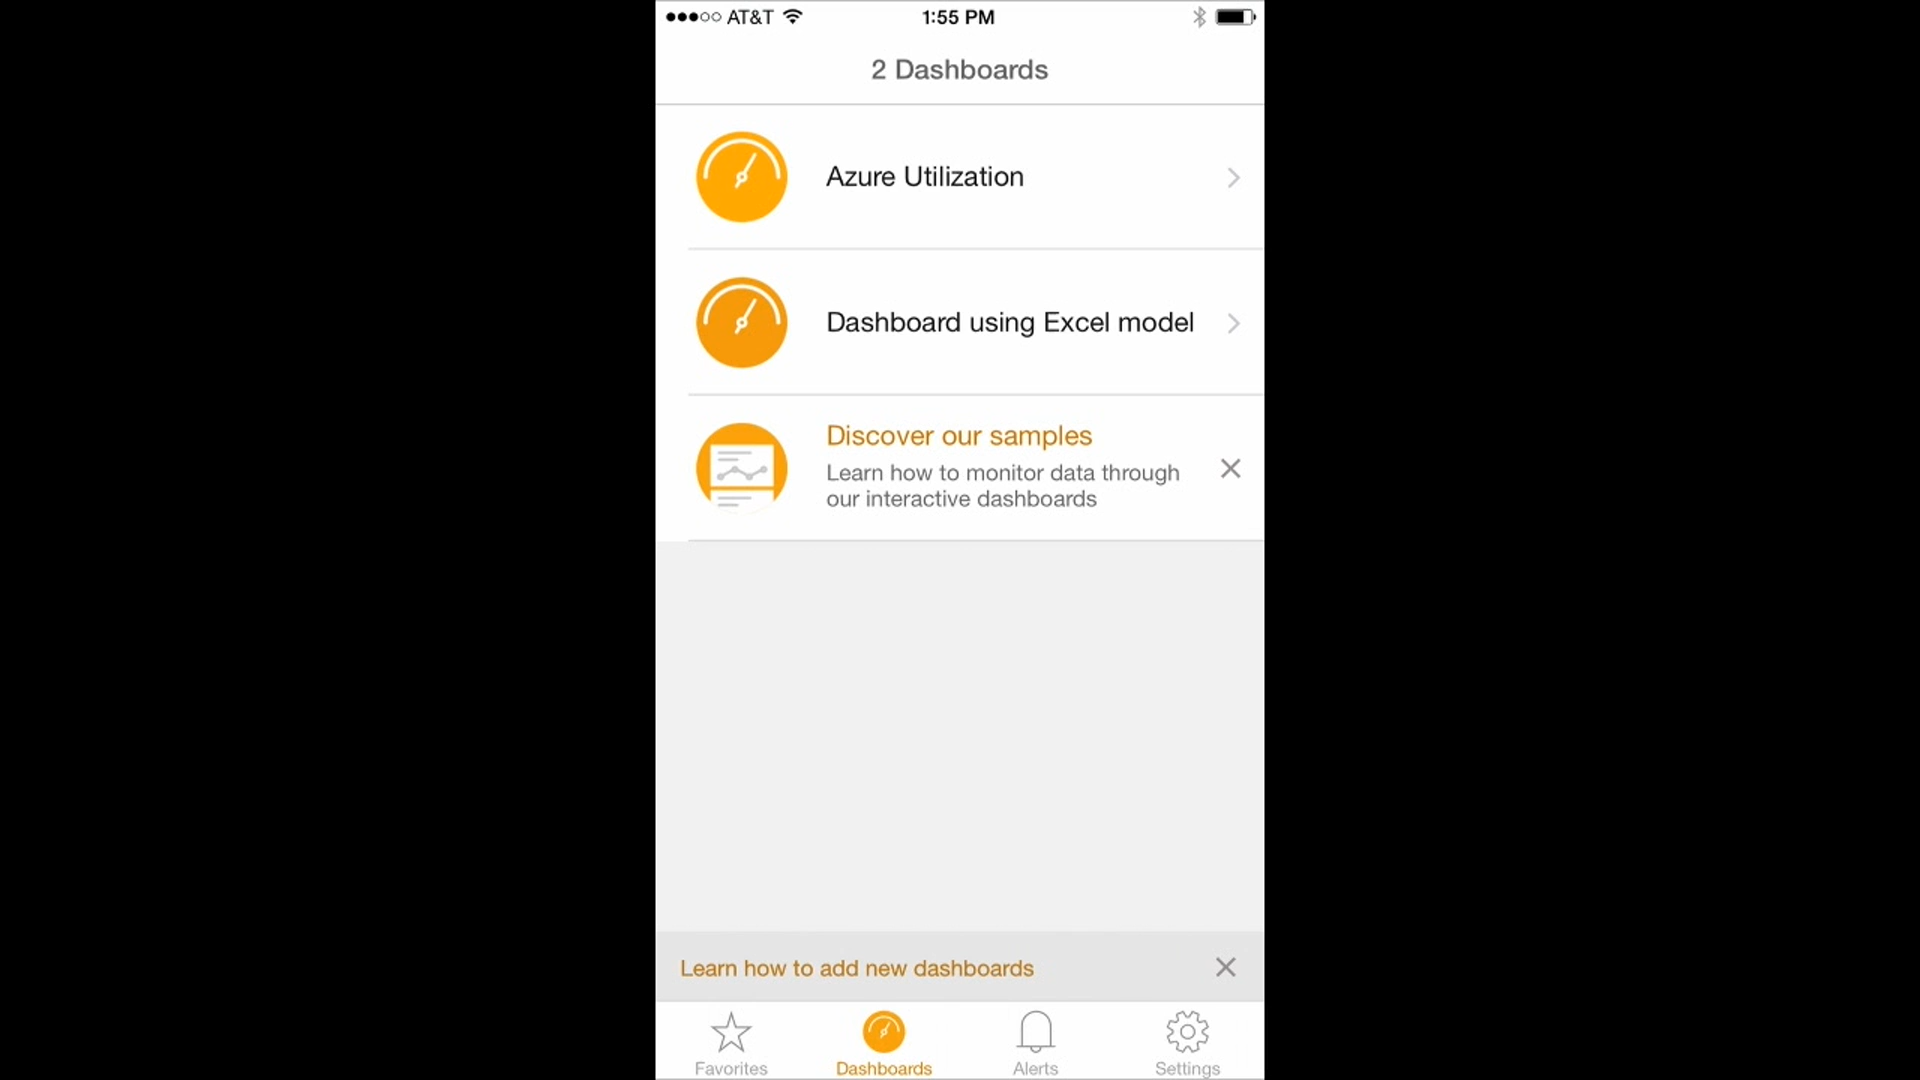 AT&T 1:55 PM
2 Dashboards
Azure Utilization
Dashboard using Excel model
Discover our samples
Learn how to monitor data through
our interactive dashboards
Learn how to add new dashboards
Favorites Dashboards Alerts Settings